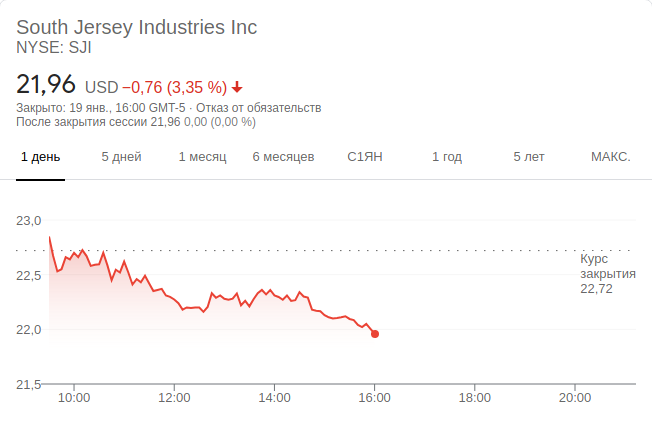 South Jersey Industries Inc
NYSE: SJI
21,96 USD −0,76 (3,35 %)
Закрыто: 19 янв., 16:00 GMT-5 · Отказ от обязательств
После закрытия сессии 21,96 0,00 (0,00 %)
1 день 5 дней 1 месяц 6 месяцев С1ЯН 1 год 5 лет МАКС.
23,0
22,5
22,0
21,5
Курс
закрытия
22,72
10:00 12:00 14:00 16:00 18:00 20:00